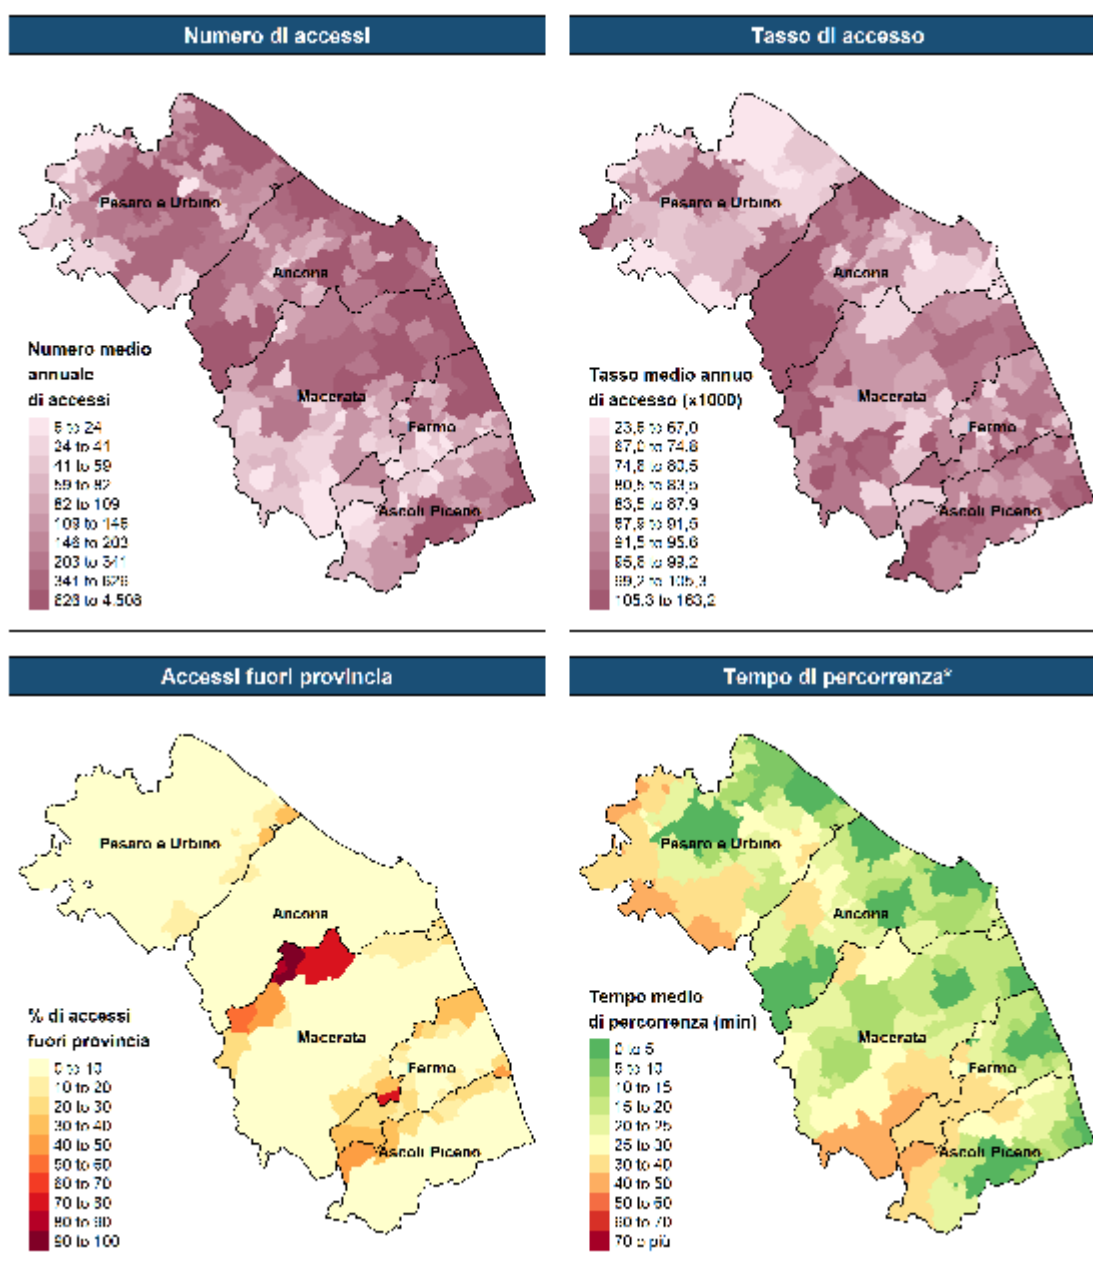 Numero di accessi
Tasso di accesso
Pesaro e Urbino
Ancona
Macerata
Fermo
Ascoli Piceno
Numero medio
annuale
di accessi
5 to 24
24 to 41
41 to 59
59 to 82
82 to 109
109 to 146
146 to 203
203 to 341
341 to 626
626 to 4.508
Pesaro e Urbino
Ancona
Macerata
Fermo
Ascoli Piceno
Tasso medio annuo
di accesso (x1000)
23,6 to 67,0
67,0 to 74,8
74,8 to 80,5
80,5 to 83,5
83,5 to 87,9
87,9 to 91,5
91,5 to 95,6
95,6 to 99,2
99,2 to 105,3
105,3 to 163,2
Accessi fuori provincia
Tempo di percorrenza*
Pesaro e Urbino
Ancona
Macerata
Fermo
Ascoli Piceno
% di accessi
fuori provincia
0 to 10
10 to 20
20 to 30
30 to 40
40 to 50
50 to 60
60 to 70
70 to 80
80 to 90
90 to 100
Pesaro e Urbino
Ancona
Macerata
Fermo
Ascoli Piceno
Tempo medio
di percorrenza (min)
0 to 5
5 to 10
10 to 15
15 to 20
20 to 25
25 to 30
30 to 40
40 to 50
50 to 60
60 to 70
70 o più